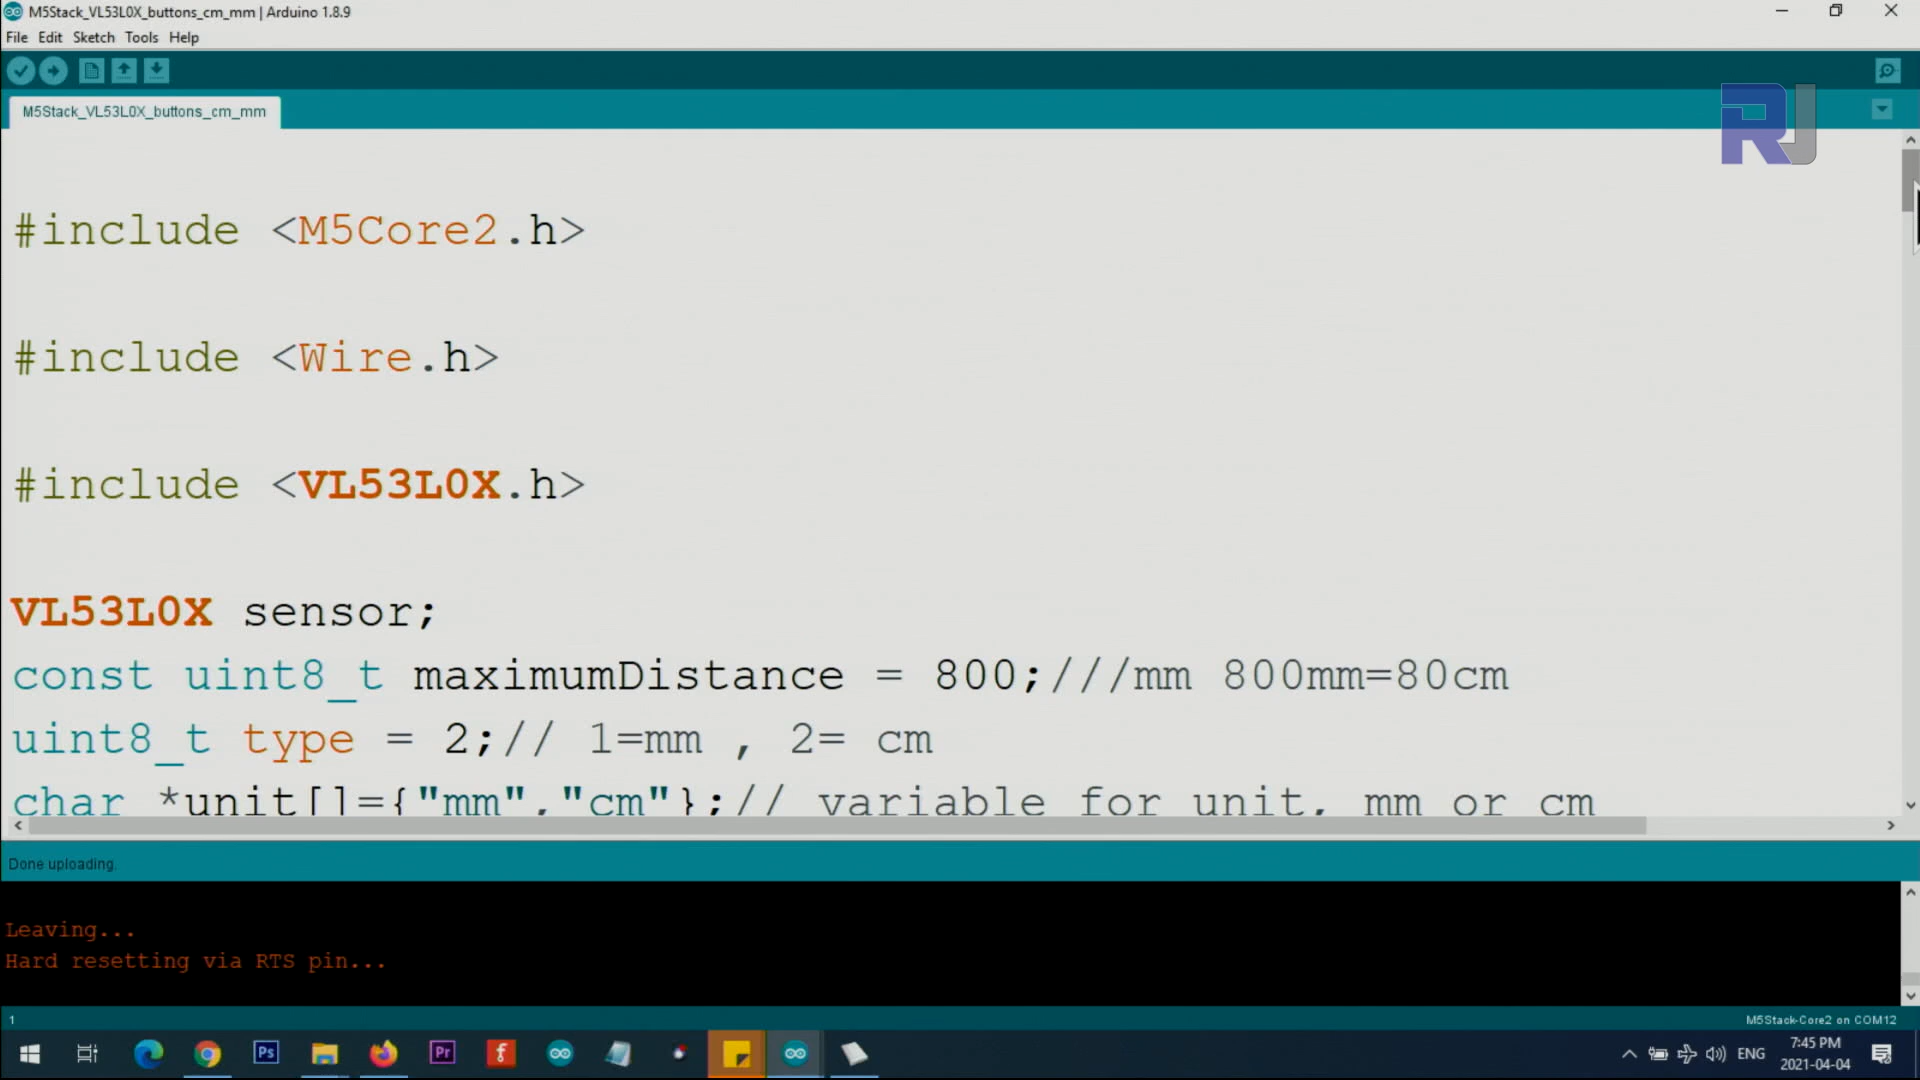 M5Stack_VL53L0X_buttons_cm_mm | Arduino 1.8.9
File Edit Sketch Tools Help
M5Stack_VL53L0X_buttons_cm_mm
RJ
#include <M5Core2.h>
#include <Wire.h>
#include <VL53L0X.h>
VL53L0X sensor;
const uint8_t maximumDistance = 800;///mm 800mm=80cm
uint8_t type = 2;// 1=mm , 2= cm
char *unit[]={"mm","cm"};// variable for unit, mm or cm
Done uploading.
Leaving...
Hard resetting via RTS pin...
1
M5Stack-Core2 on COM12
Ps
Pr
f
ENG
7:45 PM
2021-04-04